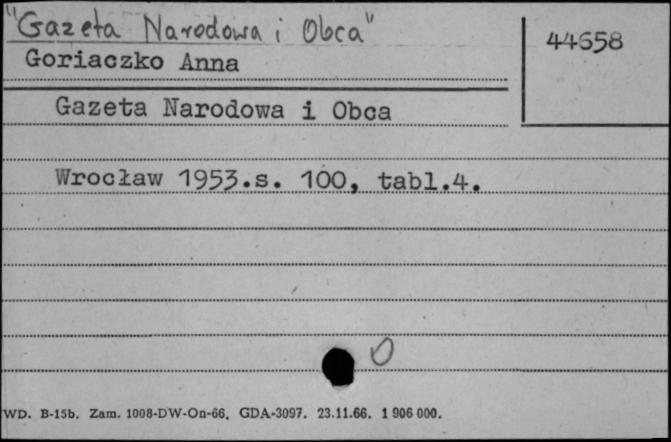 "Gazeta Narodowa i Obca"
44658
Goriaczko Anna
Gazeta Narodowa i Obca
Wrocław 1953.s. 100, tabl.4.
WD. B-15b. Zam. 1008-DW-On-66. GDA-3097. 23.11.66. 1 906 000.